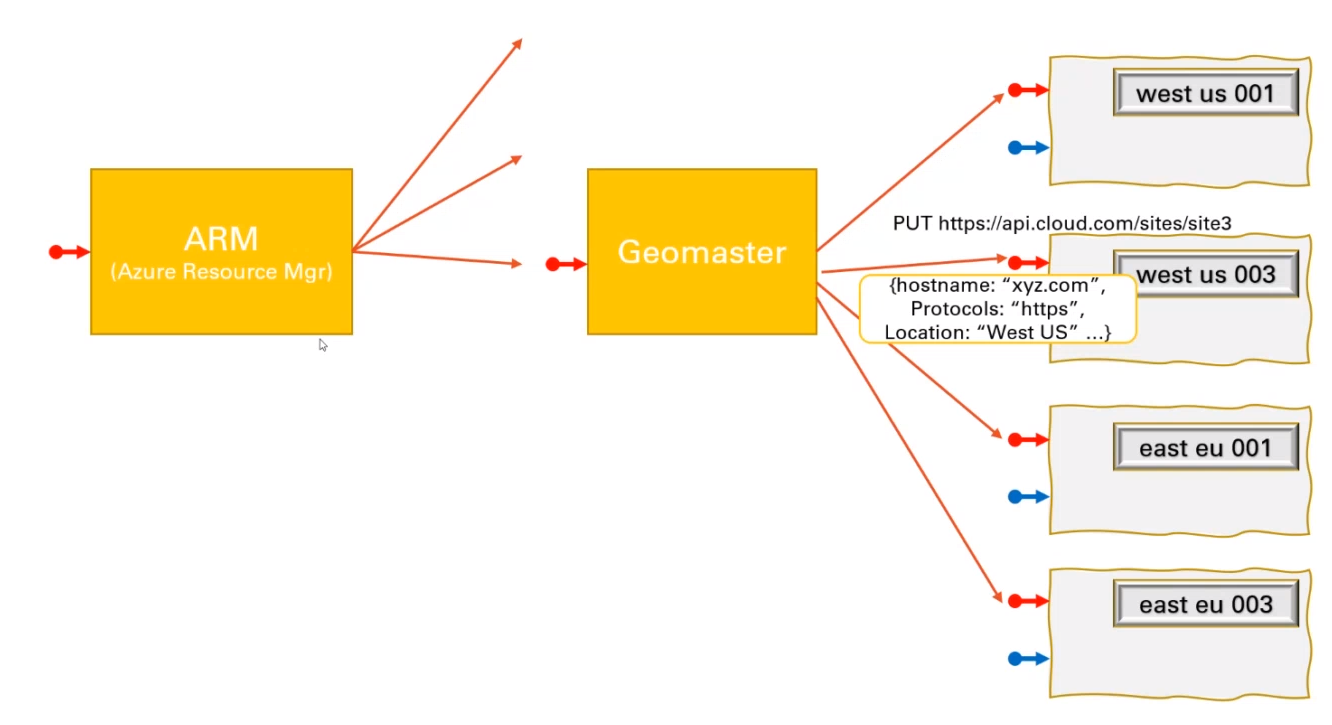 ARM
(Azure Resource Mgr)
Geomaster
west us 001
PUT https://api.cloud.com/sites/site3
west us 003
{hostname: “xyz.com”,
Protocols: “https”,
Location: “West US” ...}
east eu 001
east eu 003